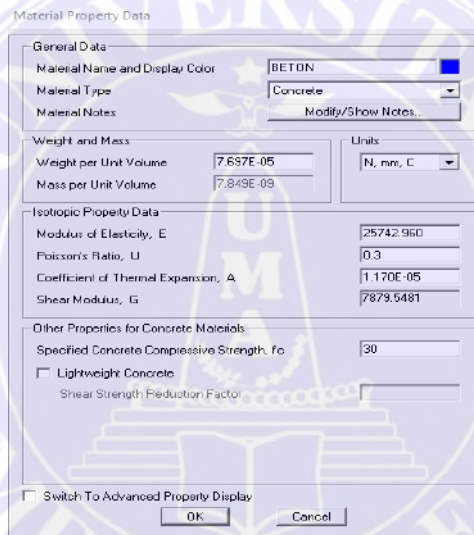 Material Property Data
General Data
Material Name and Display Color BETON
Material Type Concrete
Material Notes Modify/Show Notes...
Weight and Mass Units
Weight per Unit Volume 7.697E-05 N, mm, C
Mass per Unit Volume 7.849E-09
Isotropic Property Data
Modulus of Elasticity, E 25742.960
Poisson's Ratio, U 0.3
Coefficient of Thermal Expansion, A 1.170E-05
Shear Modulus, G 7879.5481
Other Properties for Concrete Materials
Specified Concrete Compressive Strength, f'c 30
Lightweight Concrete
Shear Strength Reduction Factor
Switch To Advanced Property Display
OK Cancel
UMA